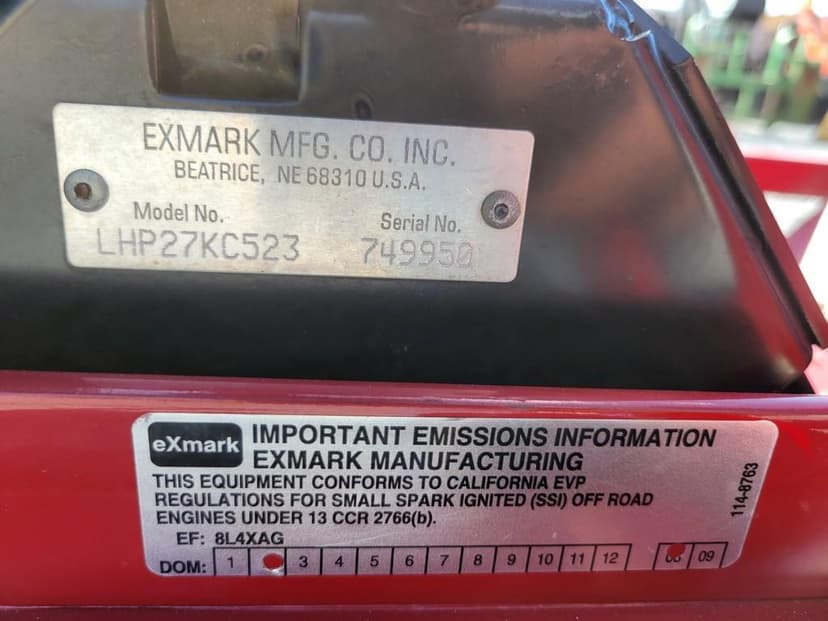 EXMARK MFG. CO. INC.
BEATRICE, NE 68310 U.S.A.
Model No. Serial No.
LHP27KC523 749950
eXmark IMPORTANT EMISSIONS INFORMATION
EXMARK MANUFACTURING
THIS EQUIPMENT CONFORMS TO CALIFORNIA EVP
REGULATIONS FOR SMALL SPARK IGNITED (SSI) OFF ROAD
ENGINES UNDER 13 CCR 2766(b).
EF: 8L4XAG
DOM: 1 3 4 5 6 7 8 9 10 11 12 09
114-8763